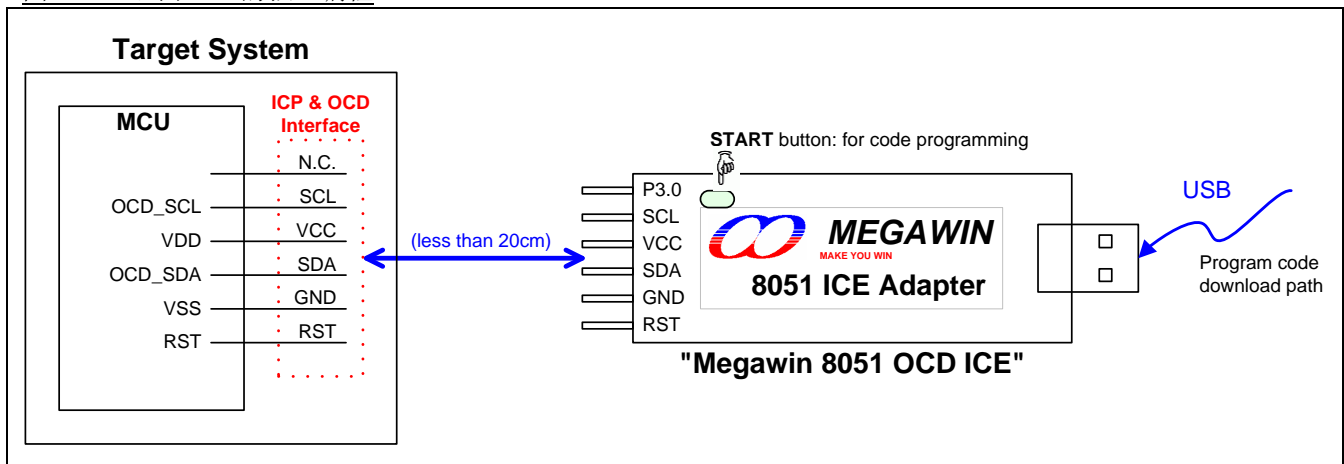 Target System
MCU
ICP & OCD
Interface
N.C.
OCD_SCL
SCL
VDD
VCC
OCD_SDA
SDA
VSS
GND
RST
RST
(less than 20cm)
START button: for code programming
P3.0
SCL
VCC
SDA
GND
RST
MEGAWIN
MAKE YOU WIN
8051 ICE Adapter
"Megawin 8051 OCD ICE"
USB
Program code
download path